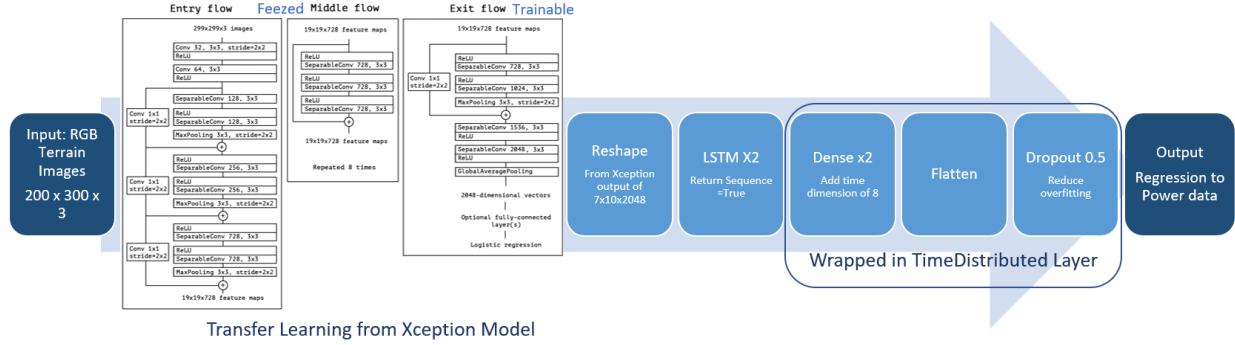 Entry flow
Feezed
Middle flow
Exit flow
Trainable
Input: RGB
Terrain
Images
200 x 300 x
3
299x299x3 images
Conv 32, 3x3, stride=2x2
ReLU
Conv 64, 3x3
ReLU
Conv 1x1
stride=2x2
SeparableConv 128, 3x3
ReLU
SeparableConv 128, 3x3
MaxPooling 3x3, stride=2x2
+
Conv 1x1
stride=2x2
ReLU
SeparableConv 256, 3x3
ReLU
SeparableConv 256, 3x3
MaxPooling 3x3, stride=2x2
+
Conv 1x1
stride=2x2
ReLU
SeparableConv 728, 3x3
ReLU
SeparableConv 728, 3x3
MaxPooling 3x3, stride=2x2
+
19x19x728 feature maps
19x19x728 feature maps
ReLU
SeparableConv 728, 3x3
ReLU
SeparableConv 728, 3x3
ReLU
SeparableConv 728, 3x3
+
19x19x728 feature maps
Repeated 8 times
19x19x728 feature maps
Conv 1x1
stride=2x2
ReLU
SeparableConv 728, 3x3
ReLU
SeparableConv 1024, 3x3
MaxPooling 3x3, stride=2x2
+
SeparableConv 1536, 3x3
ReLU
SeparableConv 2048, 3x3
ReLU
GlobalAveragePooling
2048-dimensional vectors
Optional fully-connected
layer(s)
Logistic regression
Reshape
From Xception
output of
7x10x2048
LSTM X2
Return Sequence
=True
Dense x2
Add time
dimension of 8
Flatten
Dropout 0.5
Reduce
overfitting
Output
Regression to
Power data
Wrapped in TimeDistributed Layer
Transfer Learning from Xception Model